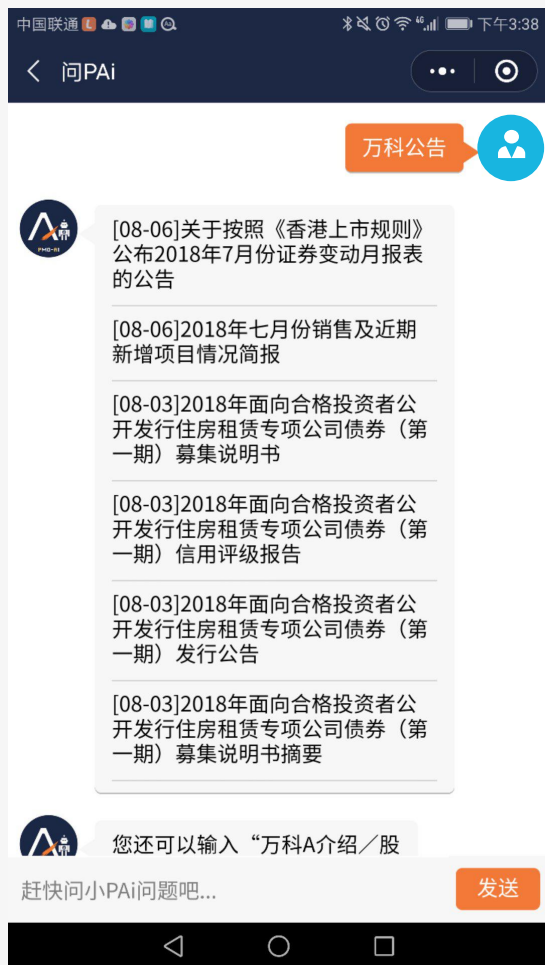 中国联通
下午3:38
问PAi
万科公告
PMG-AI
[08-06]关于按照《香港上市规则》
公布2018年7月份证券变动月报表
的公告
[08-06]2018年七月份销售及近期
新增项目情况简报
[08-03]2018年面向合格投资者公
开发行住房租赁专项公司债券（第
一期）募集说明书
[08-03]2018年面向合格投资者公
开发行住房租赁专项公司债券（第
一期）信用评级报告
[08-03]2018年面向合格投资者公
开发行住房租赁专项公司债券（第
一期）发行公告
[08-03]2018年面向合格投资者公
开发行住房租赁专项公司债券（第
一期）募集说明书摘要
您还可以输入“万科A介绍／股
赶快问小PAi问题吧...
发送